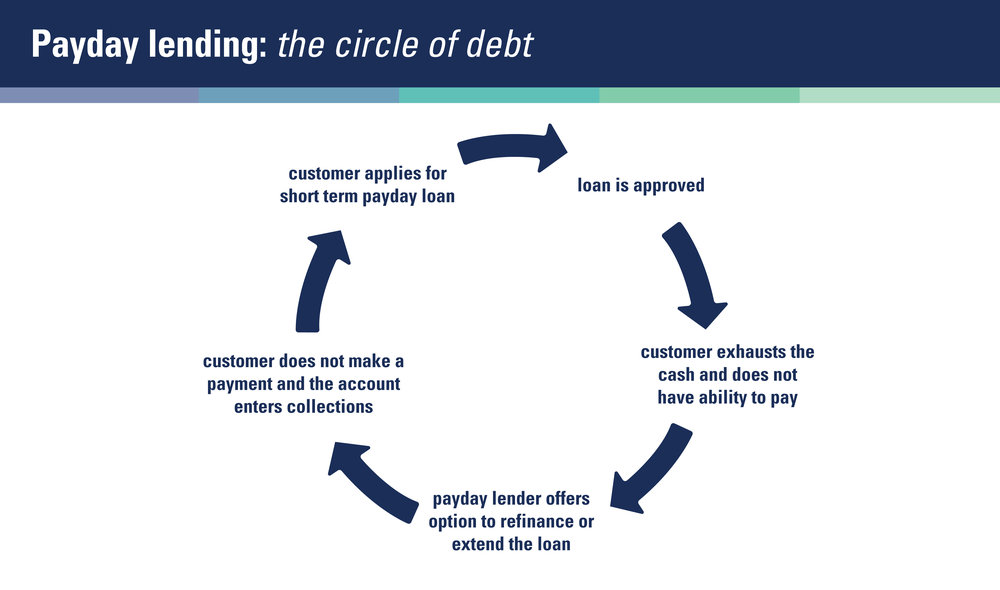 Payday lending: the circle of debt
customer applies for
short term payday loan
loan is approved
customer exhausts the
cash and does not
have ability to pay
payday lender offers
option to refinance or
extend the loan
customer does not make a
payment and the account
enters collections